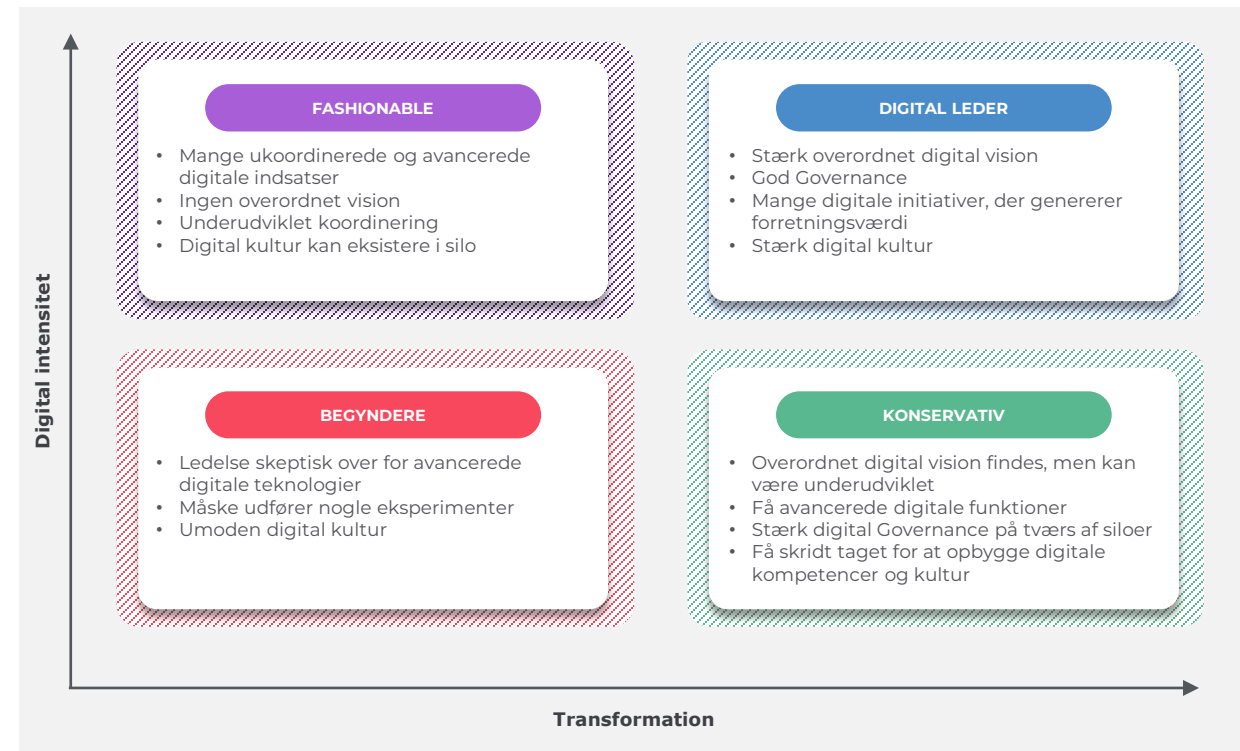 FASHIONABLE
• Mange ukoordinerede og avancerede
digitale indsatser
• Ingen overordnet vision
• Underudviklet koordinering
• Digital kultur kan eksistere i silo
DIGITAL LEDER
• Stærk overordnet digital vision
• God Governance
• Mange digitale initiativer, der genererer
forretningsværdi
• Stærk digital kultur
Digital intensitet
BEGYNDERE
• Ledelse skeptisk over for avancerede
digitale teknologier
• Måske udfører nogle eksperimenter
• Umoden digital kultur
KONSERVATIV
• Overordnet digital vision findes, men kan
være underudviklet
• Få avancerede digitale funktioner
• Stærk digital Governance på tværs af siloer
• Få skridt taget for at opbygge digitale
kompetencer og kultur
Transformation